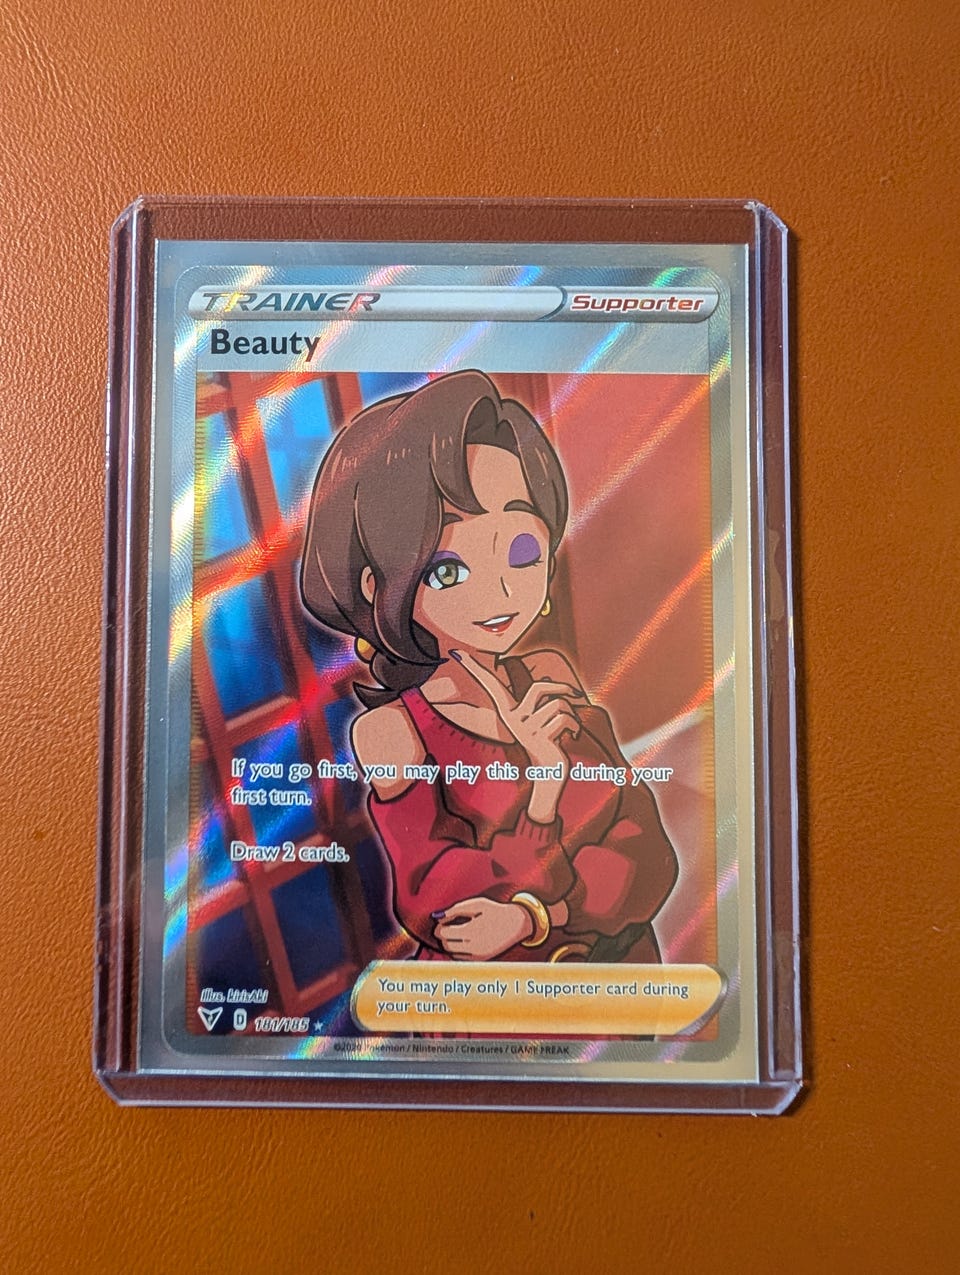 TRAINER Supporter
Beauty
If you go first, you may play this card during your
first turn.
Draw 2 cards.
You may play only 1 Supporter card during
your turn.
Illus. kirisAki
D 181/185
©2020 Pokémon / Nintendo / Creatures / GAME FREAK